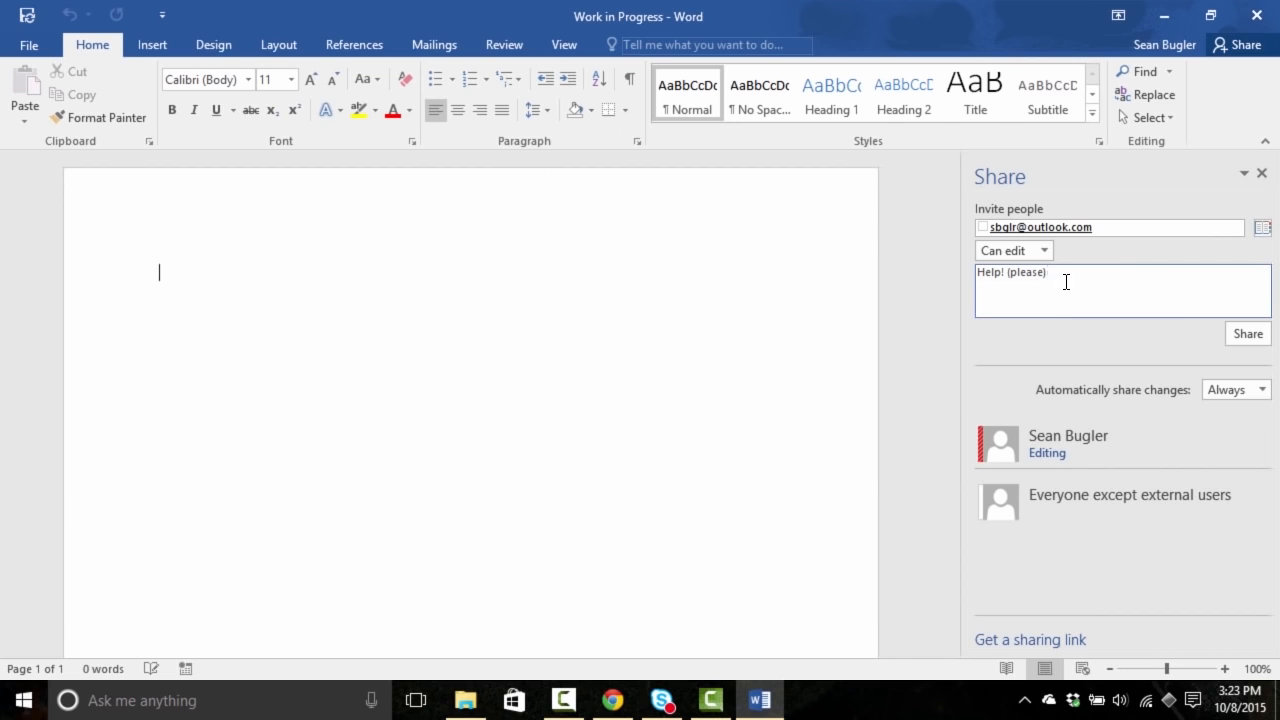 Work in Progress - Word
File Home Insert Design Layout References Mailings Review View Tell me what you want to do... Sean Bugler Share
Paste
Cut
Copy
Format Painter
Clipboard
Calibri (Body) 11 Aa
B I U abc X₂ X² A ab A
Font
Paragraph
AaBbCcDc AaBbCcDc AaBbCc AaBbCcD AaB AaBbCcD
¶ Normal ¶ No Spac... Heading 1 Heading 2 Title Subtitle
Styles
Find
Replace
Select
Editing
Share
Invite people
sbglr@outlook.com
Can edit
Help! (please)
Share
Automatically share changes: Always
Sean Bugler
Editing
Everyone except external users
Get a sharing link
Page 1 of 1 0 words 100%
Ask me anything
3:23 PM
10/8/2015